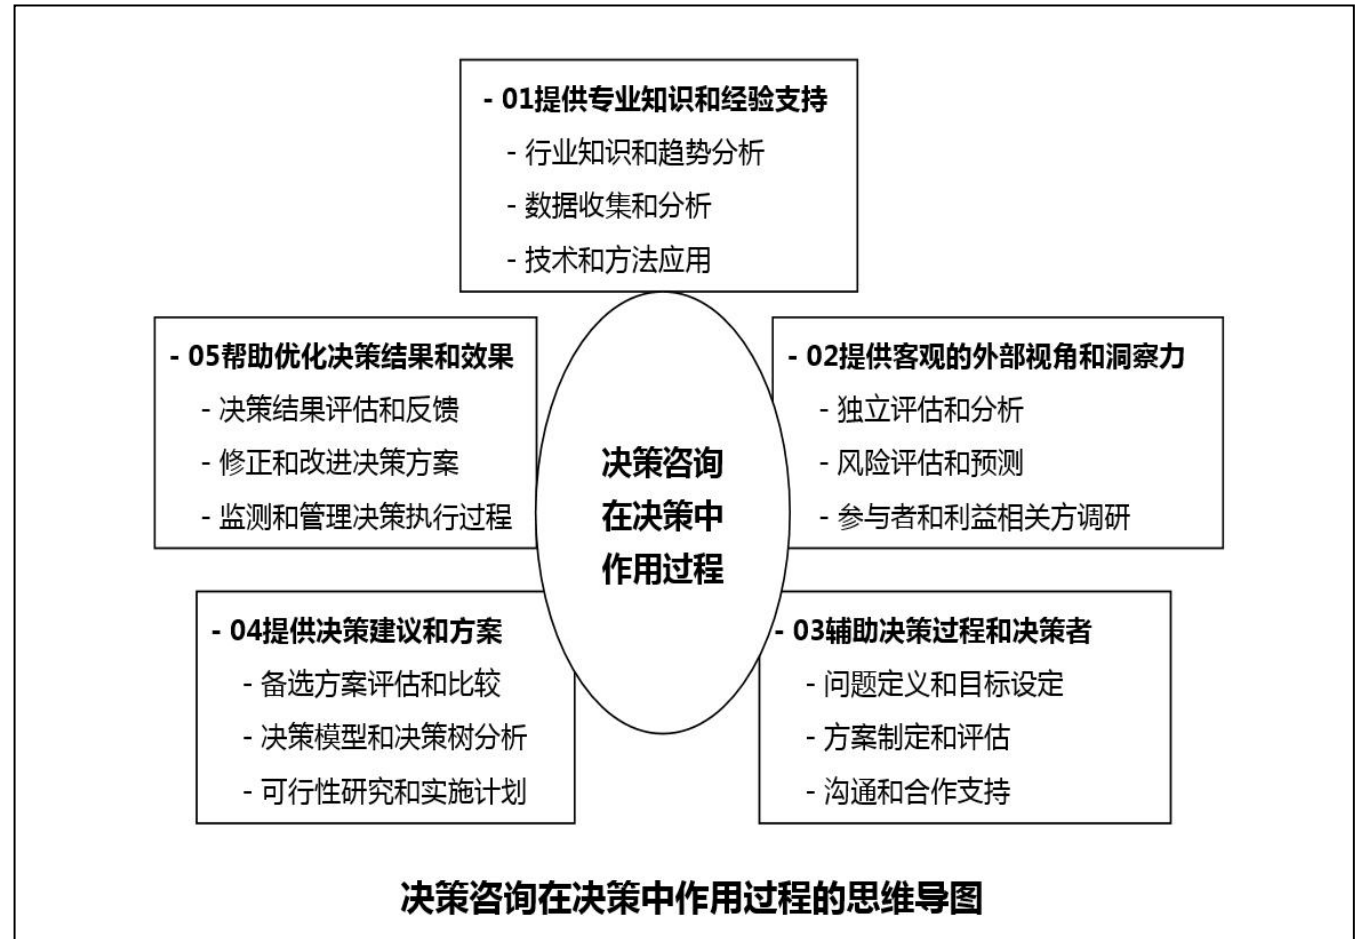 - 01提供专业知识和经验支持
- 行业知识和趋势分析
- 数据收集和分析
- 技术和方法应用
- 02提供客观的外部视角和洞察力
- 独立评估和分析
- 风险评估和预测
- 参与者和利益相关方调研
- 03辅助决策过程和决策者
- 问题定义和目标设定
- 方案制定和评估
- 沟通和合作支持
- 04提供决策建议和方案
- 备选方案评估和比较
- 决策模型和决策树分析
- 可行性研究和实施计划
- 05帮助优化决策结果和效果
- 决策结果评估和反馈
- 修正和改进决策方案
- 监测和管理决策执行过程
决策咨询
在决策中
作用过程
决策咨询在决策中作用过程的思维导图